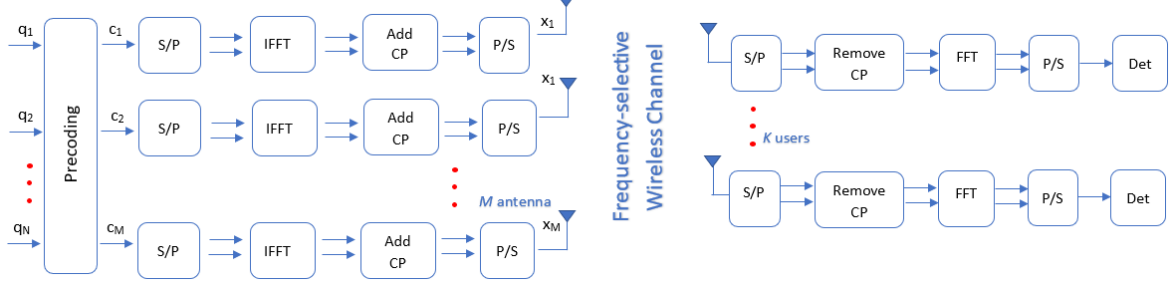 q1 c1 S/P IFFT Add CP P/S x1
q2 c2 S/P IFFT Add CP P/S x1
Precoding
M antenna
qN cM S/P IFFT Add CP P/S xM
Frequency-selective
Wireless Channel
S/P Remove CP FFT P/S Det
K users
S/P Remove CP FFT P/S Det